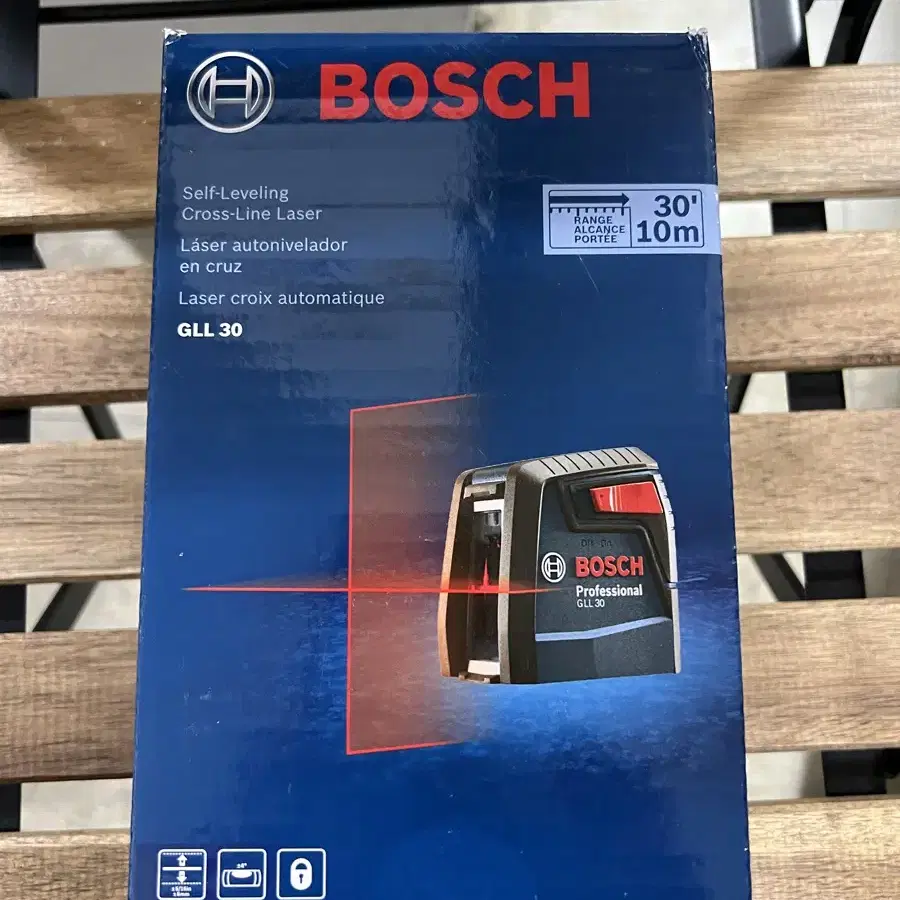 BOSCH
Self-Leveling
Cross-Line Laser
Láser autonivelador
en cruz
Laser croix automatique
GLL 30
RANGE
ALCANCE
PORTÉE
30'
10m
BOSCH
Professional
GLL 30
±4°